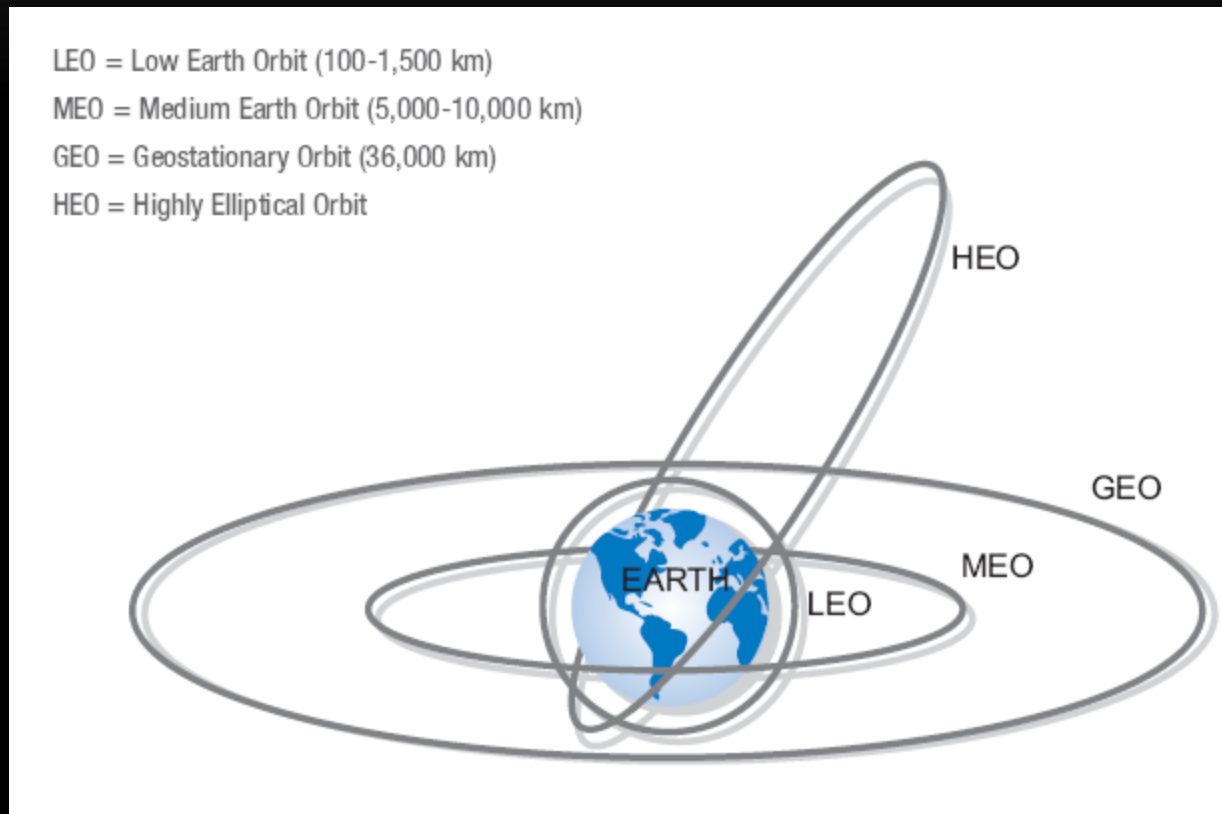 LEO = Low Earth Orbit (100-1,500 km)
MEO = Medium Earth Orbit (5,000-10,000 km)
GEO = Geostationary Orbit (36,000 km)
HEO = Highly Elliptical Orbit
HEO
GEO
MEO
EARTH
LEO